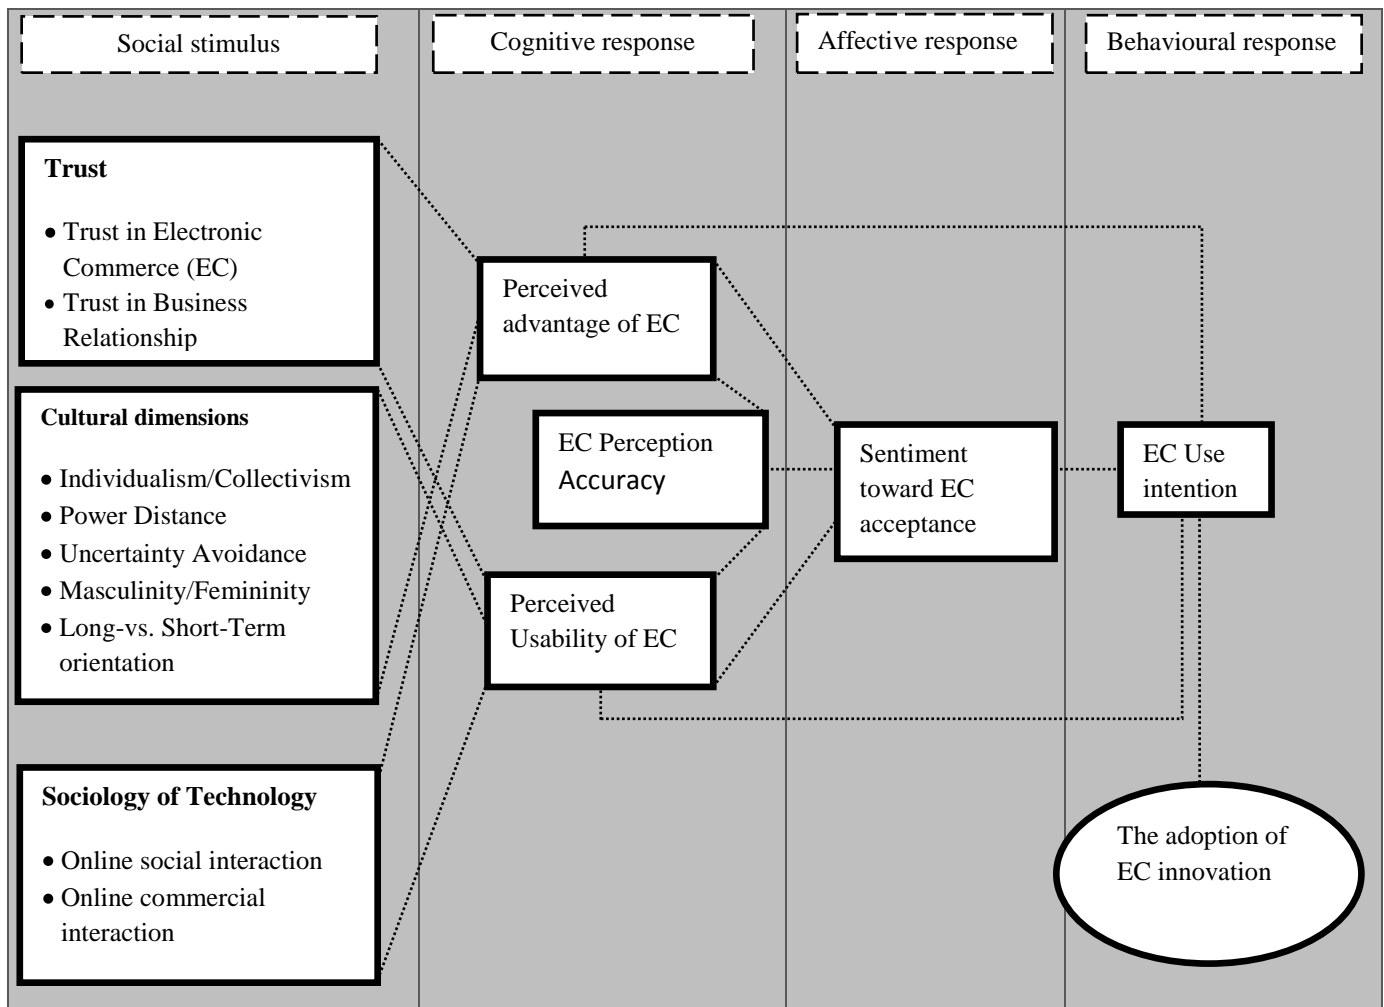 Social stimulus
Cognitive response
Affective response
Behavioural response
Trust
• Trust in Electronic
Commerce (EC)
• Trust in Business
Relationship
Cultural dimensions
• Individualism/Collectivism
• Power Distance
• Uncertainty Avoidance
• Masculinity/Femininity
• Long-vs. Short-Term
orientation
Sociology of Technology
• Online social interaction
• Online commercial
interaction
Perceived
advantage of EC
EC Perception
Accuracy
Perceived
Usability of EC
Sentiment
toward EC
acceptance
EC Use
intention
The adoption of
EC innovation